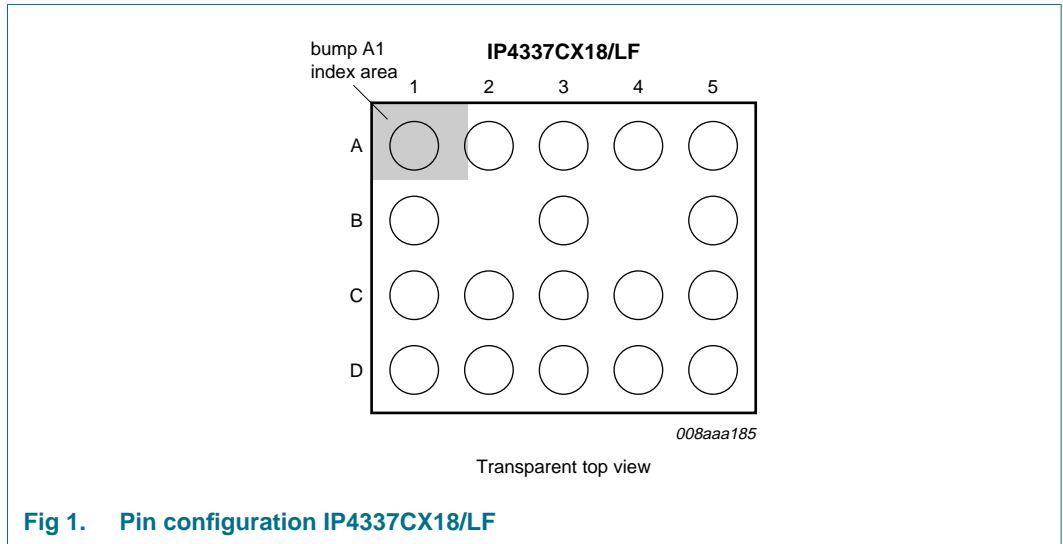 bump A1
index area
IP4337CX18/LF
1 2 3 4 5
A
B
C
D
008aaa185
Transparent top view
Fig 1. Pin configuration IP4337CX18/LF